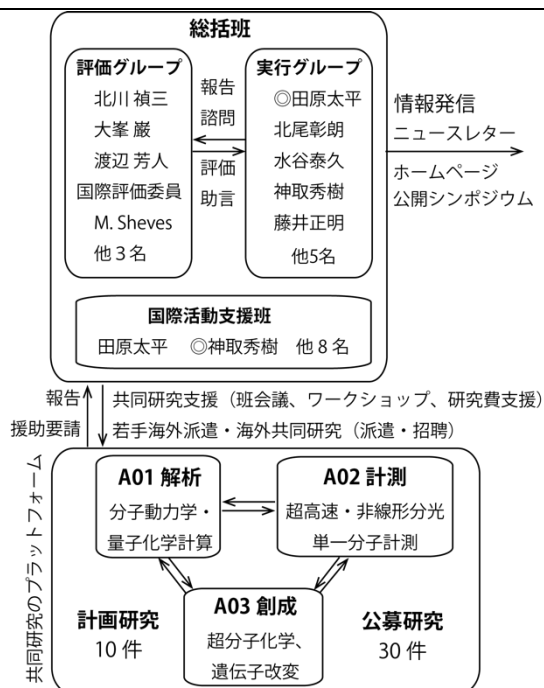 総括班
評価グループ
北川 禎三
大峯 巖
渡辺 芳人
国際評価委員
M. Sheves
他３名
報告
諮問
評価
助言
実行グループ
◎田原太平
北尾彰朗
水谷泰久
神取秀樹
藤井正明
他5名
情報発信
ニュースレター
ホームページ
公開シンポジウム
国際活動支援班
田原太平 ◎神取秀樹 他８名
報告
援助要請
共同研究支援（班会議、ワークショップ、研究費支援）
若手海外派遣・海外共同研究（派遣・招聘）
共同研究のプラットフォーム
A01 解析
分子動力学・
量子化学計算
A02 計測
超高速・非線形分光
単一分子計測
A03 創成
超分子化学、
遺伝子改変
計画研究
10 件
公募研究
30 件